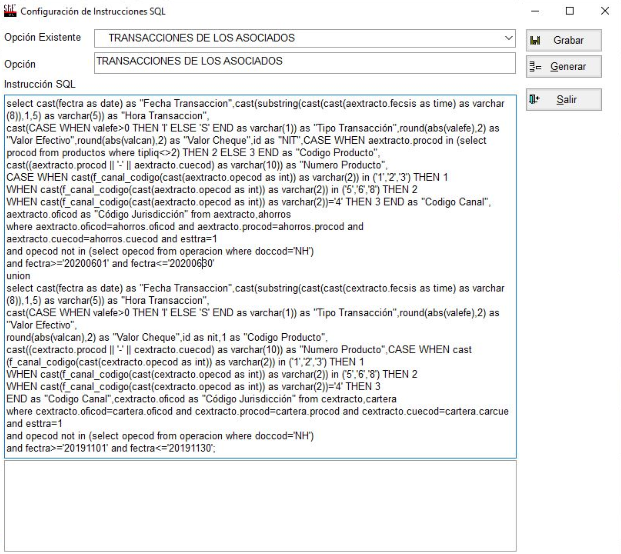 Configuración de Instrucciones SQL
Opción Existente TRANSACCIONES DE LOS ASOCIADOS
Grabar
Opción TRANSACCIONES DE LOS ASOCIADOS
Generar
Instrucción SQL
Salir
select cast(fectra as date) as "Fecha Transaccion",cast(substring(cast(cast(aextracto.fecsis as time) as varchar
(8)),1,5) as varchar(5)) as "Hora Transaccion",
cast(CASE WHEN valefe>0 THEN 'I' ELSE 'S' END as varchar(1)) as "Tipo Transacción",round(abs(valefe),2) as
"Valor Efectivo",round(abs(valcan),2) as "Valor Cheque",id as "NIT",CASE WHEN aextracto.procod in (select
procod from productos where tipliq<>2) THEN 2 ELSE 3 END as "Codigo Producto",
cast((aextracto.procod || '-' || aextracto.cuecod) as varchar(10)) as "Numero Producto",
CASE WHEN cast(f_canal_codigo(cast(aextracto.opecod as int)) as varchar(2)) in ('1','2','3') THEN 1
WHEN cast(f_canal_codigo(cast(aextracto.opecod as int)) as varchar(2)) in ('5','6','8') THEN 2
WHEN cast(f_canal_codigo(cast(aextracto.opecod as int)) as varchar(2))='4' THEN 3 END as "Codigo Canal",
aextracto.oficod as "Código Jurisdicción" from aextracto,ahorros
where aextracto.oficod=ahorros.oficod and aextracto.procod=ahorros.procod and
aextracto.cuecod=ahorros.cuecod and esttra=1
and opecod not in (select opecod from operacion where doccod='NH')
and fectra>='20200601' and fectra<='20200630'
union
select cast(fectra as date) as "Fecha Transaccion",cast(substring(cast(cast(cextracto.fecsis as time) as varchar
(8)),1,5) as varchar(5)) as "Hora Transaccion",
cast(CASE WHEN valefe>0 THEN 'I' ELSE 'S' END as varchar(1)) as "Tipo Transacción",round(abs(valefe),2) as
"Valor Efectivo",
round(abs(valcan),2) as "Valor Cheque",id as nit,1 as "Codigo Producto",
cast((cextracto.procod || '-' || cextracto.cuecod) as varchar(10)) as "Numero Producto",CASE WHEN cast
(f_canal_codigo(cast(cextracto.opecod as int)) as varchar(2)) in ('1','2','3') THEN 1
WHEN cast(f_canal_codigo(cast(cextracto.opecod as int)) as varchar(2)) in ('5','6','8') THEN 2
WHEN cast(f_canal_codigo(cast(cextracto.opecod as int)) as varchar(2))='4' THEN 3
END as "Codigo Canal",cextracto.oficod as "Código Jurisdicción" from cextracto,cartera
where cextracto.oficod=cartera.oficod and cextracto.procod=cartera.procod and cextracto.cuecod=cartera.carcue
and esttra=1
and opecod not in (select opecod from operacion where doccod='NH')
and fectra>='20191101' and fectra<='20191130';